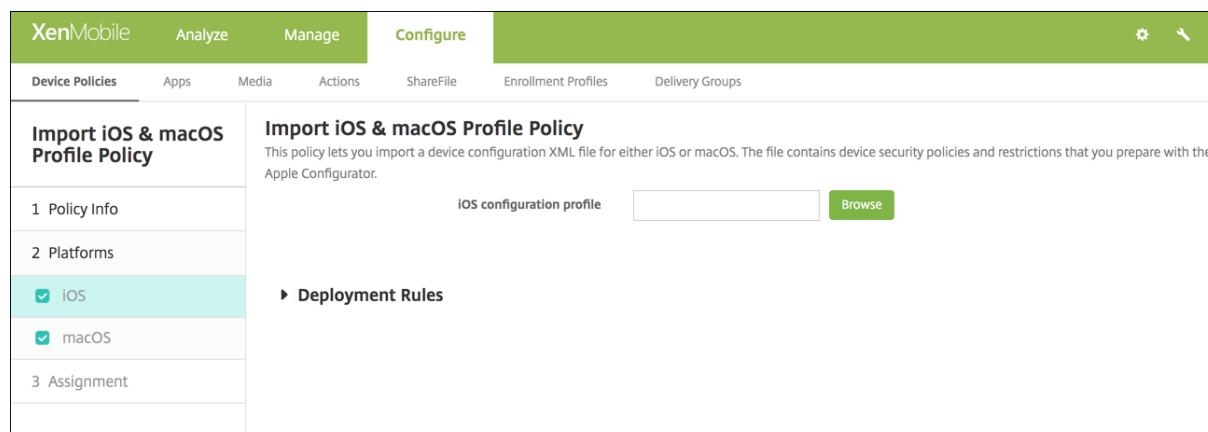 XenMobile Analyze Manage Configure
Device Policies Apps Media Actions ShareFile Enrollment Profiles Delivery Groups
Import iOS & macOS
Profile Policy
1 Policy Info
2 Platforms
iOS
macOS
3 Assignment
Import iOS & macOS Profile Policy
This policy lets you import a device configuration XML file for either iOS or macOS. The file contains device security policies and restrictions that you prepare with the
Apple Configurator.
iOS configuration profile Browse
Deployment Rules